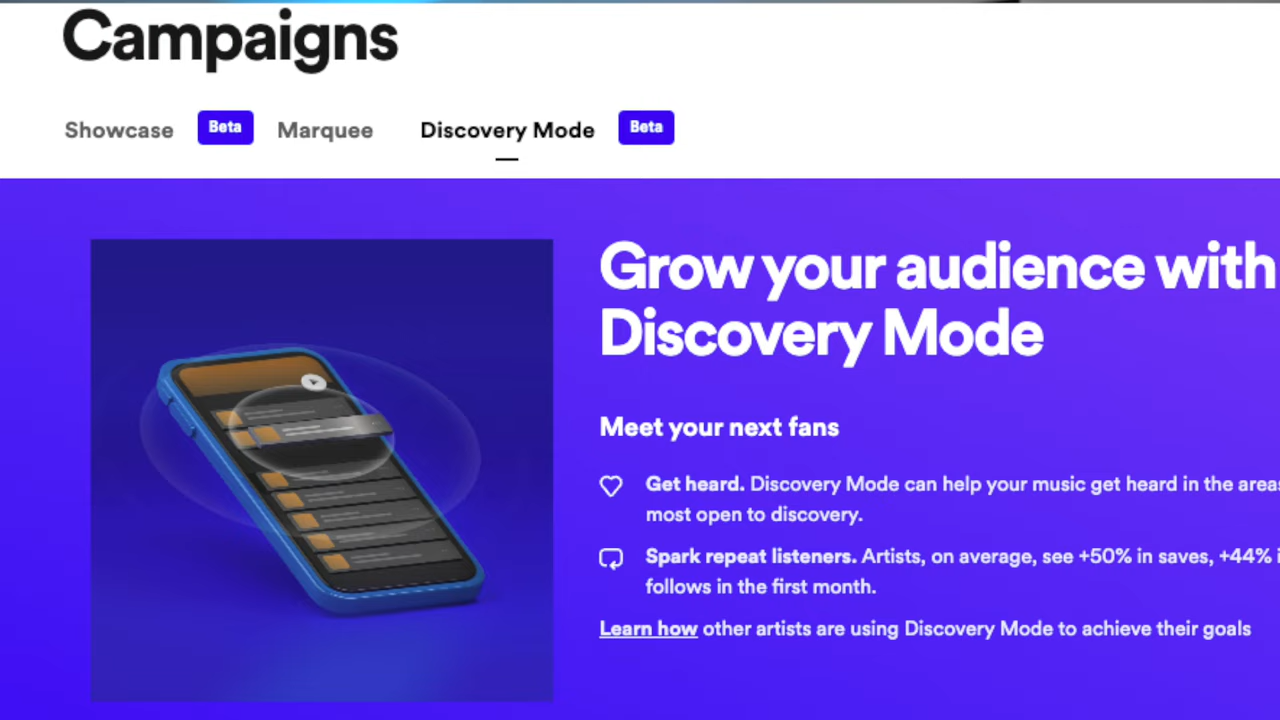 Campaigns
Showcase Beta Marquee Discovery Mode Beta
Grow your audience with
Discovery Mode
Meet your next fans
Get heard. Discovery Mode can help your music get heard in the areas
most open to discovery.
Spark repeat listeners. Artists, on average, see +50% in saves, +44% i
follows in the first month.
Learn how other artists are using Discovery Mode to achieve their goals